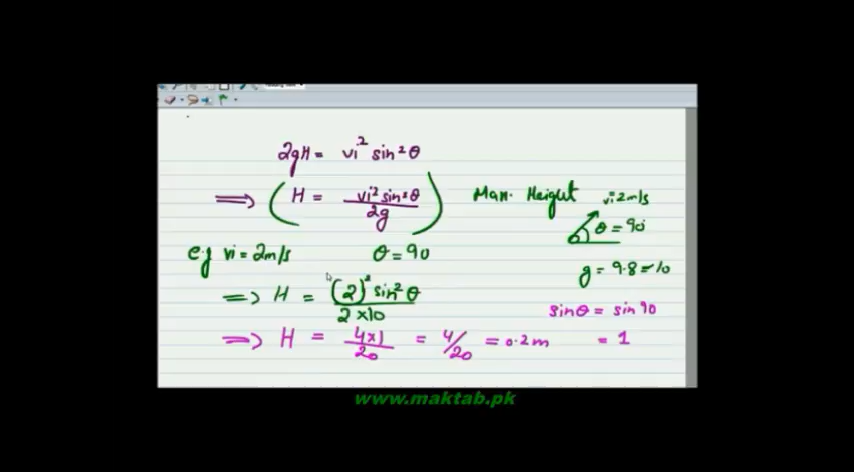 2gH = vi² sin²θ
⟹ ( H = vi² sin²θ / 2g ) Max. Height
vi=2m/s
θ = 90
e.g vi = 2m/s θ = 90
g = 9.8 = 10
⟹ H = (2)² sin²θ / 2×10
sinθ = sin 90
= 1
⟹ H = 4×1 / 20 = 4/20 = 0.2m
www.maktab.pk